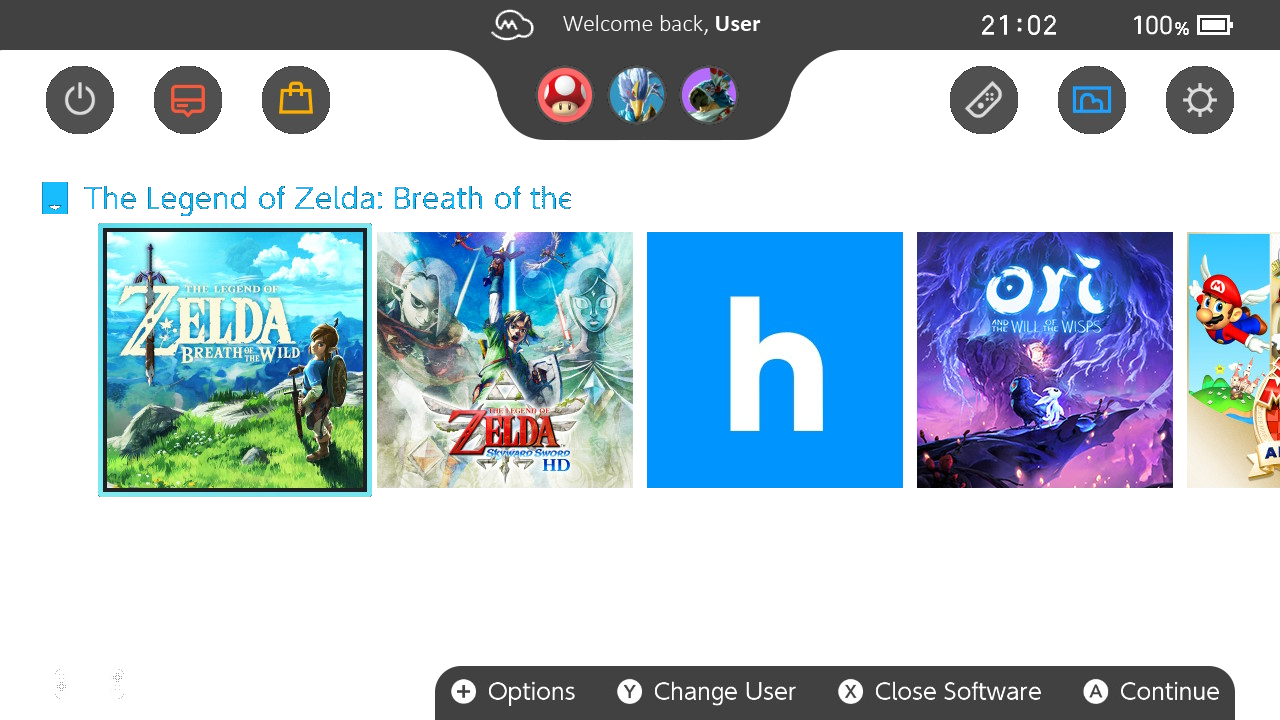 Welcome back, User
21:02
100%
The Legend of Zelda: Breath of the
THE LEGEND OF
ZELDA
BREATH OF THE WILD
THE LEGEND OF
ZELDA
SKYWARD SWORD
HD
h
ori
AND THE WILL OF THE WISPS
M
+ Options
Y Change User
X Close Software
A Continue